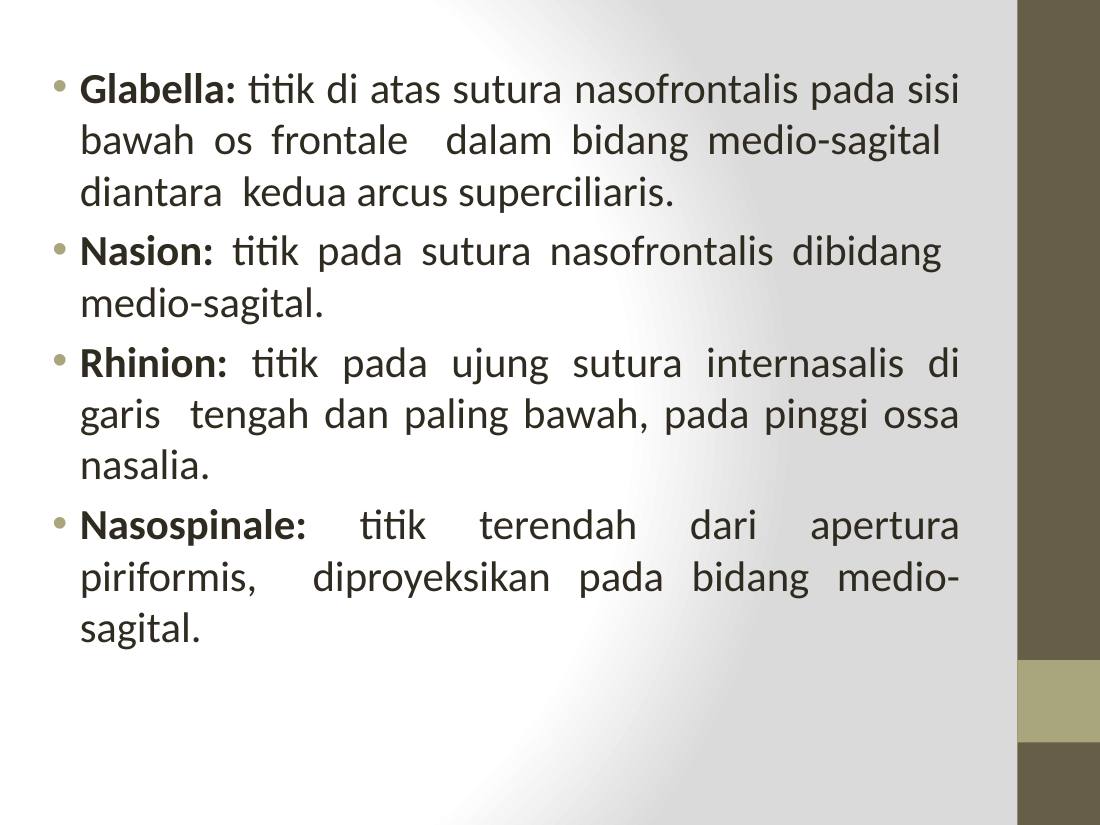 • Glabella: titik di atas sutura nasofrontalis pada sisi
bawah os frontale dalam bidang medio-sagital
diantara kedua arcus superciliaris.
• Nasion: titik pada sutura nasofrontalis dibidang
medio-sagital.
• Rhinion: titik pada ujung sutura internasalis di
garis tengah dan paling bawah, pada pinggi ossa
nasalia.
• Nasospinale: titik terendah dari apertura
piriformis, diproyeksikan pada bidang medio-
sagital.